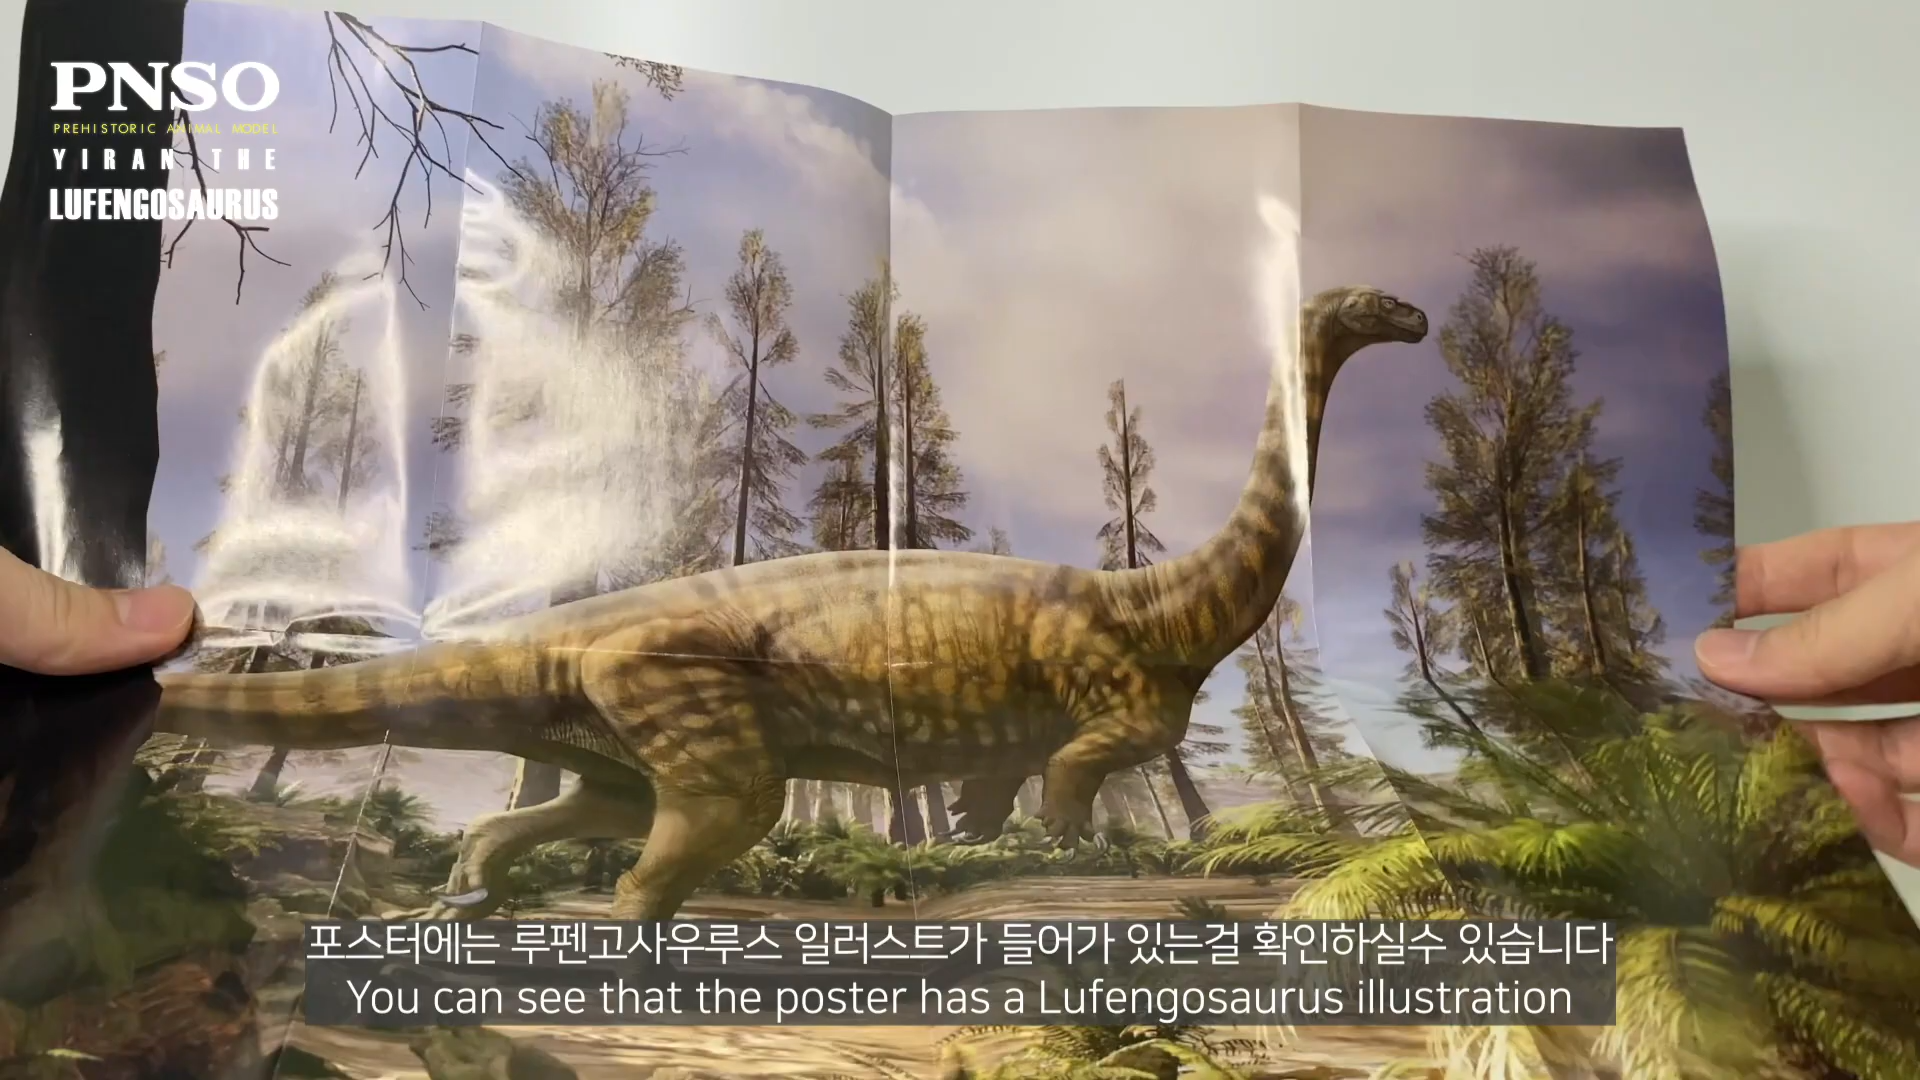 PNSO
PREHISTORIC ANIMAL MODEL
YIRAN THE
LUFENGOSAURUS
포스터에는 루펜고사우루스 일러스트가 들어가 있는걸 확인하실수 있습니다
You can see that the poster has a Lufengosaurus illustration